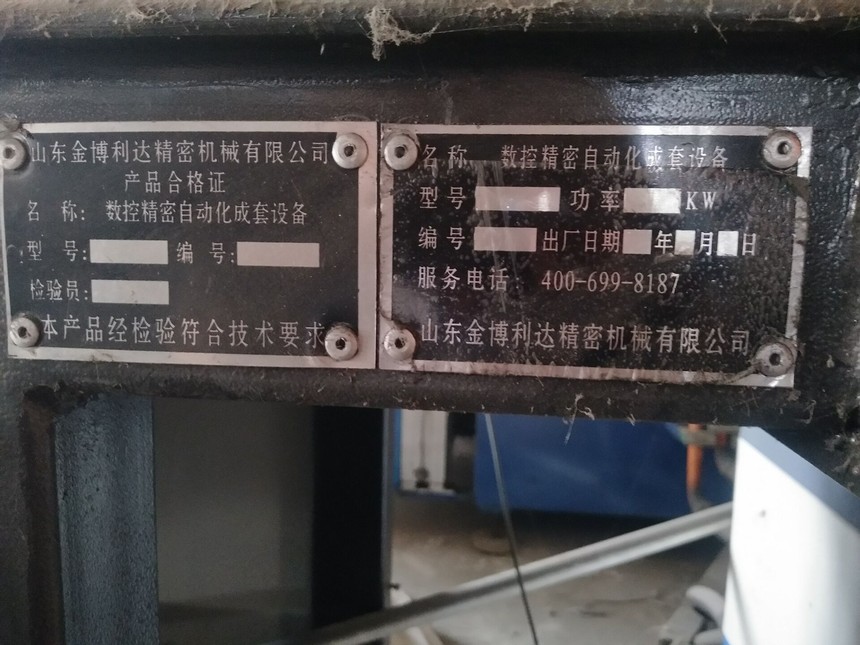 山东金博利达精密机械有限公司
产品合格证
名 称: 数控精密自动化成套设备
型 号: 编 号:
检验员:
本产品经检验符合技术要求
名 称 数控精密自动化成套设备
型 号 功 率 KW
编 号 出厂日期 年 月 日
服务电话: 400-699-8187
山东金博利达精密机械有限公司